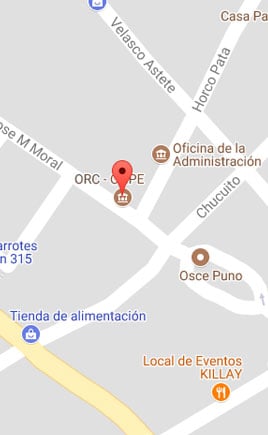 Casa Pa
Velasco Astete
Horco Pata
ose M Moral
Oficina de la
Administración
ORC - PE
Chucuito
arrotes
n 315
Osce Puno
Tienda de alimentación
Local de Eventos
KILLAY